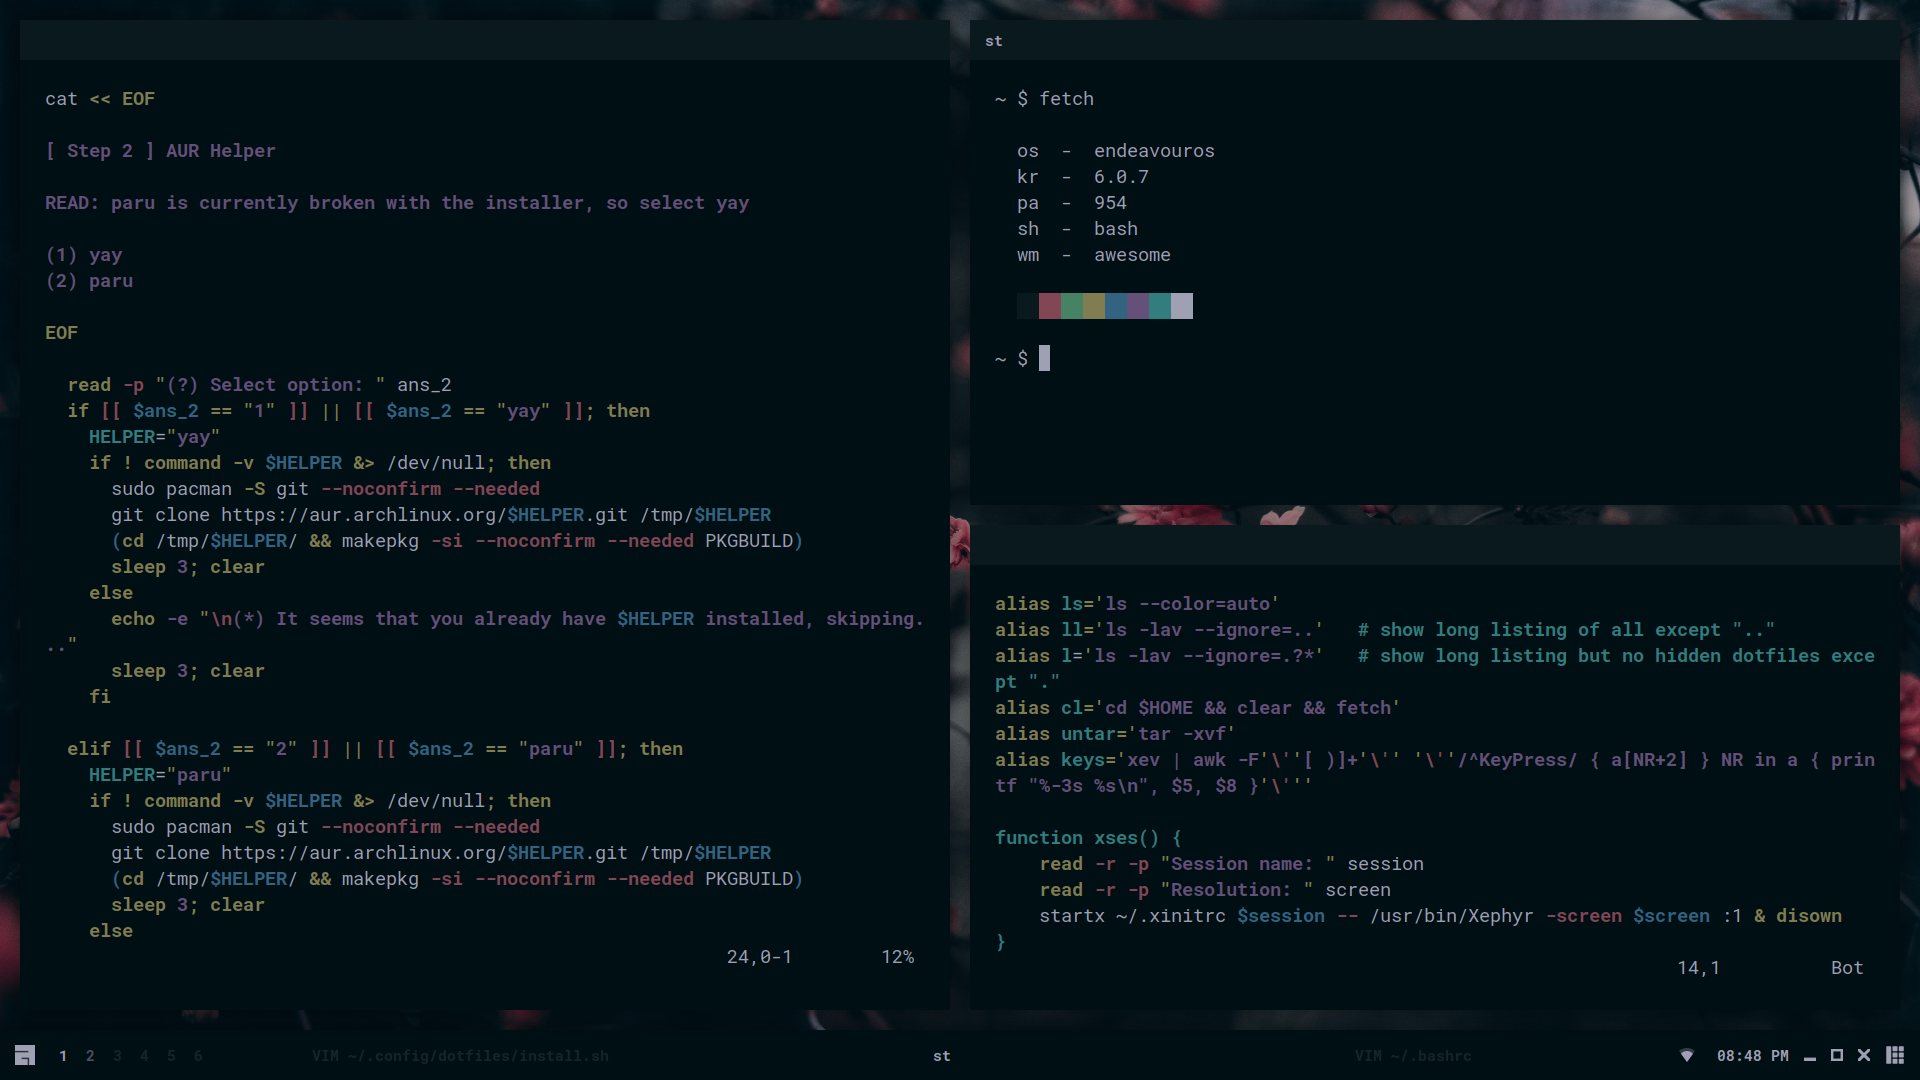 cat << EOF
[ Step 2 ] AUR Helper
READ: paru is currently broken with the installer, so select yay
(1) yay
(2) paru
EOF
read -p "(?) Select option: " ans_2
if [[ $ans_2 == "1" ]] || [[ $ans_2 == "yay" ]]; then
HELPER="yay"
if ! command -v $HELPER &> /dev/null; then
sudo pacman -S git --noconfirm --needed
git clone https://aur.archlinux.org/$HELPER.git /tmp/$HELPER
(cd /tmp/$HELPER/ && makepkg -si --noconfirm --needed PKGBUILD)
sleep 3; clear
else
echo -e "\n(*) It seems that you already have $HELPER installed, skipping.
.."
sleep 3; clear
fi
elif [[ $ans_2 == "2" ]] || [[ $ans_2 == "paru" ]]; then
HELPER="paru"
if ! command -v $HELPER &> /dev/null; then
sudo pacman -S git --noconfirm --needed
git clone https://aur.archlinux.org/$HELPER.git /tmp/$HELPER
(cd /tmp/$HELPER/ && makepkg -si --noconfirm --needed PKGBUILD)
sleep 3; clear
else
24,0-1 12%
st
~ $ fetch
os - endeavouros
kr - 6.0.7
pa - 954
sh - bash
wm - awesome
~ $
alias ls='ls --color=auto'
alias ll='ls -lav --ignore=..' # show long listing of all except ".."
alias l='ls -lav --ignore=.?*' # show long listing but no hidden dotfiles exce
pt "."
alias cl='cd $HOME && clear && fetch'
alias untar='tar -xvf'
alias keys='xev | awk -F'\''[ )]+'\'' '\''/^KeyPress/ { a[NR+2] } NR in a { prin
tf "%-3s %s\n", $5, $8 }'\'''
function xses() {
read -r -p "Session name: " session
read -r -p "Resolution: " screen
startx ~/.xinitrc $session -- /usr/bin/Xephyr -screen $screen :1 & disown
}
14,1 Bot
1 2 3 4 5 6 VIM ~/.config/dotfiles/install.sh st VIM ~/.bashrc 08:48 PM